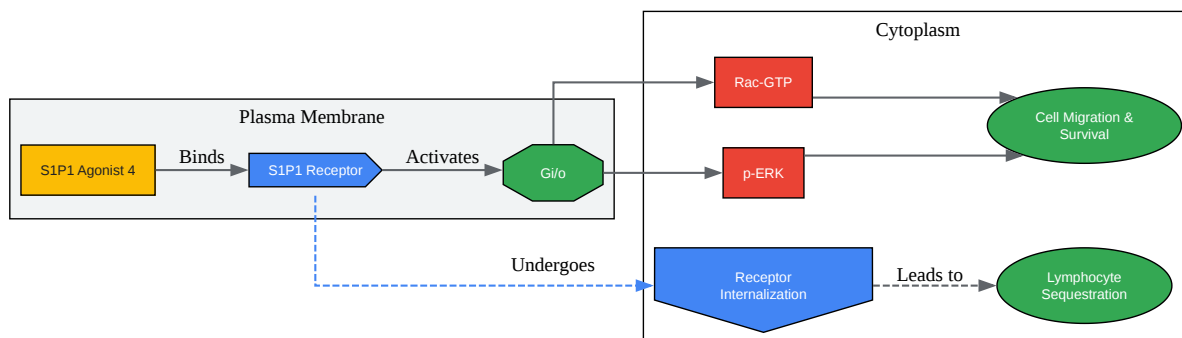 Cytoplasm
Rac-GTP
Plasma Membrane
Cell Migration &
Survival
S1P1 Agonist 4
Binds
S1P1 Receptor
Activates
Gi/o
p-ERK
Undergoes
Receptor
Internalization
Leads to
Lymphocyte
Sequestration